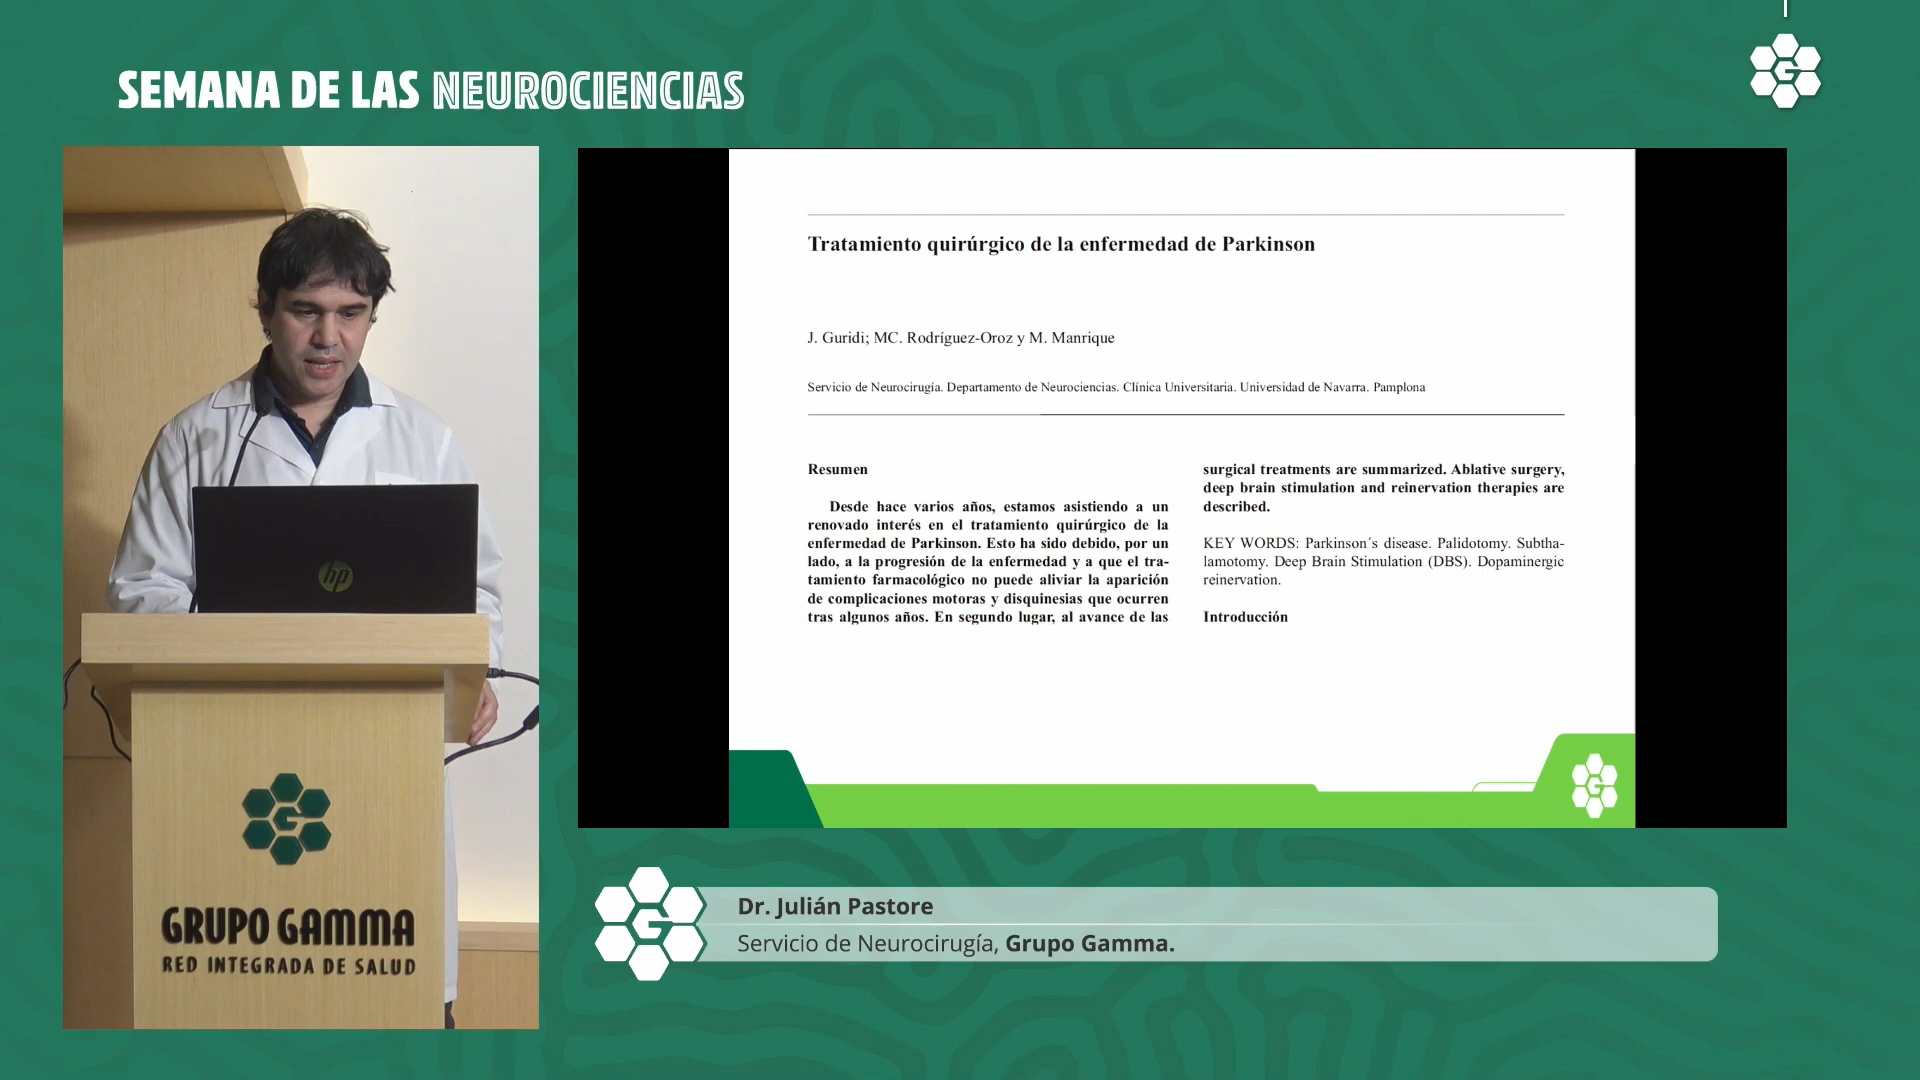 SEMANA DE LAS NEUROCIENCIAS
Tratamiento quirúrgico de la enfermedad de Parkinson
J. Guridi; MC. Rodríguez-Oroz y M. Manrique
Servicio de Neurocirugía. Departamento de Neurociencias. Clínica Universitaria. Universidad de Navarra. Pamplona
Resumen
Desde hace varios años, estamos asistiendo a un
renovado interés en el tratamiento quirúrgico de la
enfermedad de Parkinson. Esto ha sido debido, por un
lado, a la progresión de la enfermedad y a que el tra-
tamiento farmacológico no puede aliviar la aparición
de complicaciones motoras y disquinesias que ocurren
tras algunos años. En segundo lugar, al avance de las
surgical treatments are summarized. Ablative surgery,
deep brain stimulation and reinervation therapies are
described.
KEY WORDS: Parkinson´s disease. Palidotomy. Subtha-
lamotomy. Deep Brain Stimulation (DBS). Dopaminergic
reinervation.
Introducción
hp
GRUPO GAMMA
RED INTEGRADA DE SALUD
Dr. Julián Pastore
Servicio de Neurocirugía, Grupo Gamma.